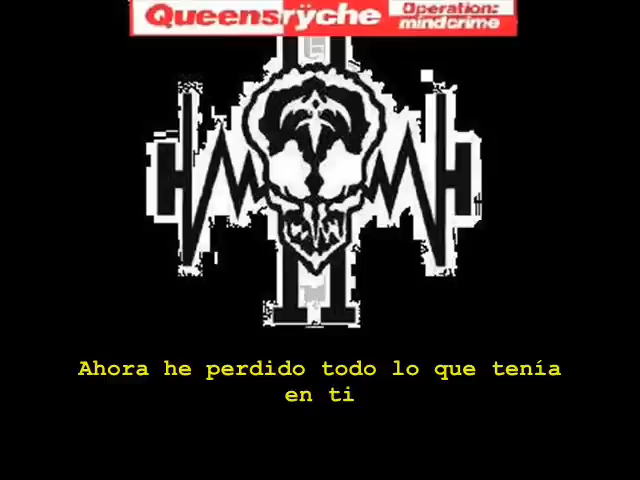 Queensrÿche
Operation:
mindcrime
Ahora he perdido todo lo que tenía
en ti